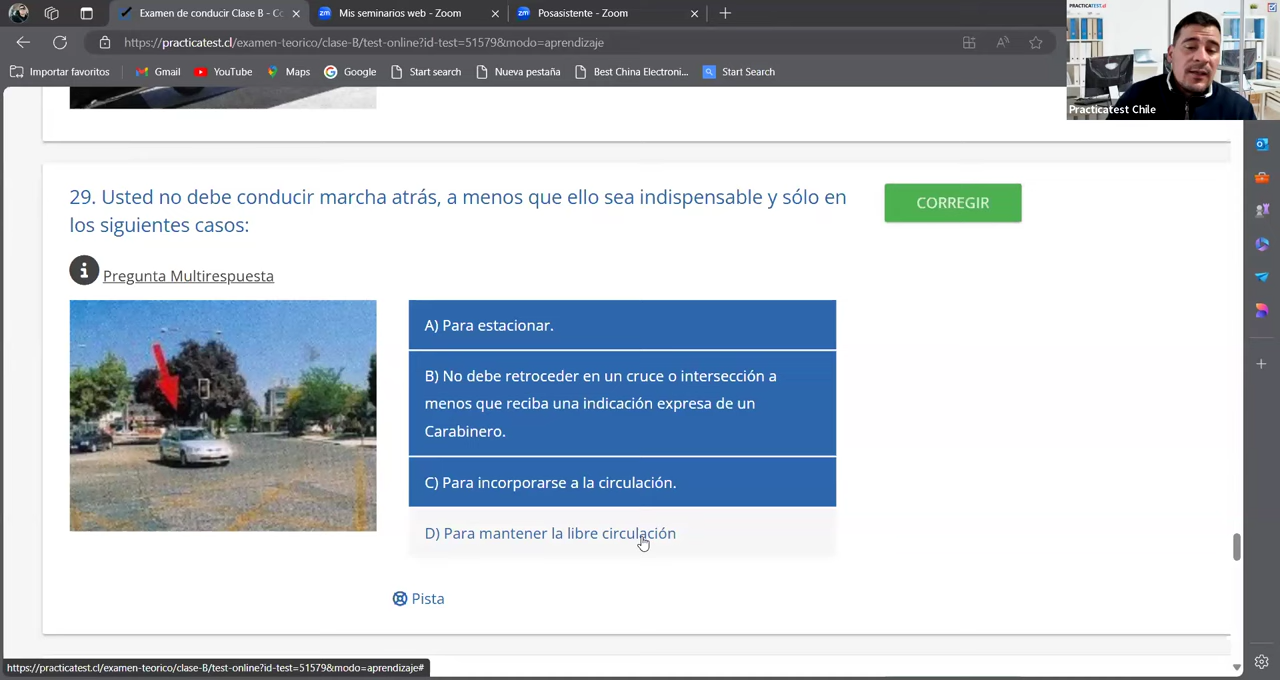 Examen de conducir Clase B - Co
Mis seminarios web - Zoom
Posasistente - Zoom
https://practicatest.cl/examen-teorico/clase-B/test-online?id-test=51579&modo=aprendizaje
Importar favoritos
Gmail
YouTube
Maps
Google
Start search
Nueva pestaña
Best China Electroni...
Start Search
PRACTICATEST.cl
Practicatest Chile
29. Usted no debe conducir marcha atrás, a menos que ello sea indispensable y sólo en
los siguientes casos:
CORREGIR
Pregunta Multirespuesta
A) Para estacionar.
B) No debe retroceder en un cruce o intersección a
menos que reciba una indicación expresa de un
Carabinero.
C) Para incorporarse a la circulación.
D) Para mantener la libre circulación
Pista
https://practicatest.cl/examen-teorico/clase-B/test-online?id-test=51579&modo=aprendizaje#